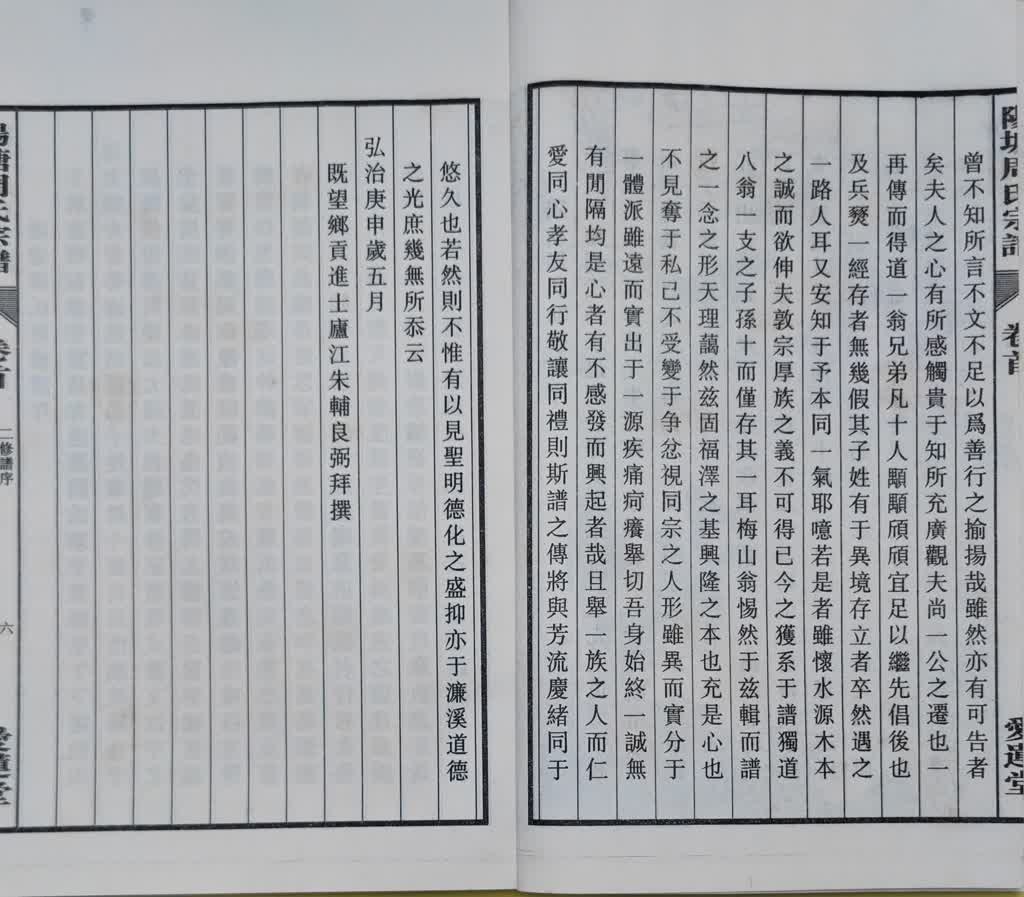 陽塘周氏宗譜
卷首
愛蓮堂
曾不知所言不文不足以爲善行之揄揚哉雖然亦有可告者
矣夫人之心有所感觸貴于知所充廣觀夫尚一公之遷也一
再傳而得道一翁兄弟凡十人顒顒頎頎宜足以繼先倡後也
及兵燹一經存者無幾假其子姓有于異境存立者卒然遇之
一路人耳又安知于予本同一氣耶噫若是者雖懷水源木本
之誠而欲伸夫敦宗厚族之義不可得已今之獲系于譜獨道
八翁一支之子孫十而僅存其一耳梅山翁惕然于兹輯而譜
之一念之形天理藹然兹固福澤之基興隆之本也充是心也
不見奪于私己不受變于争忿視同宗之人形雖異而實分于
一體派雖遠而實出于一源疾痛疴癢舉切吾身始終一誠無
有閒隔均是心者有不感發而興起者哉且舉一族之人而仁
愛同心孝友同行敬讓同禮則斯譜之傳將與芳流慶緒同于
悠久也若然則不惟有以見聖明德化之盛抑亦于濂溪道德
之光庶幾無所忝云
弘治庚申歲五月
既望鄉貢進士廬江朱輔良弼拜撰
陽塘周氏宗譜
卷首
二修譜序
六
愛蓮堂